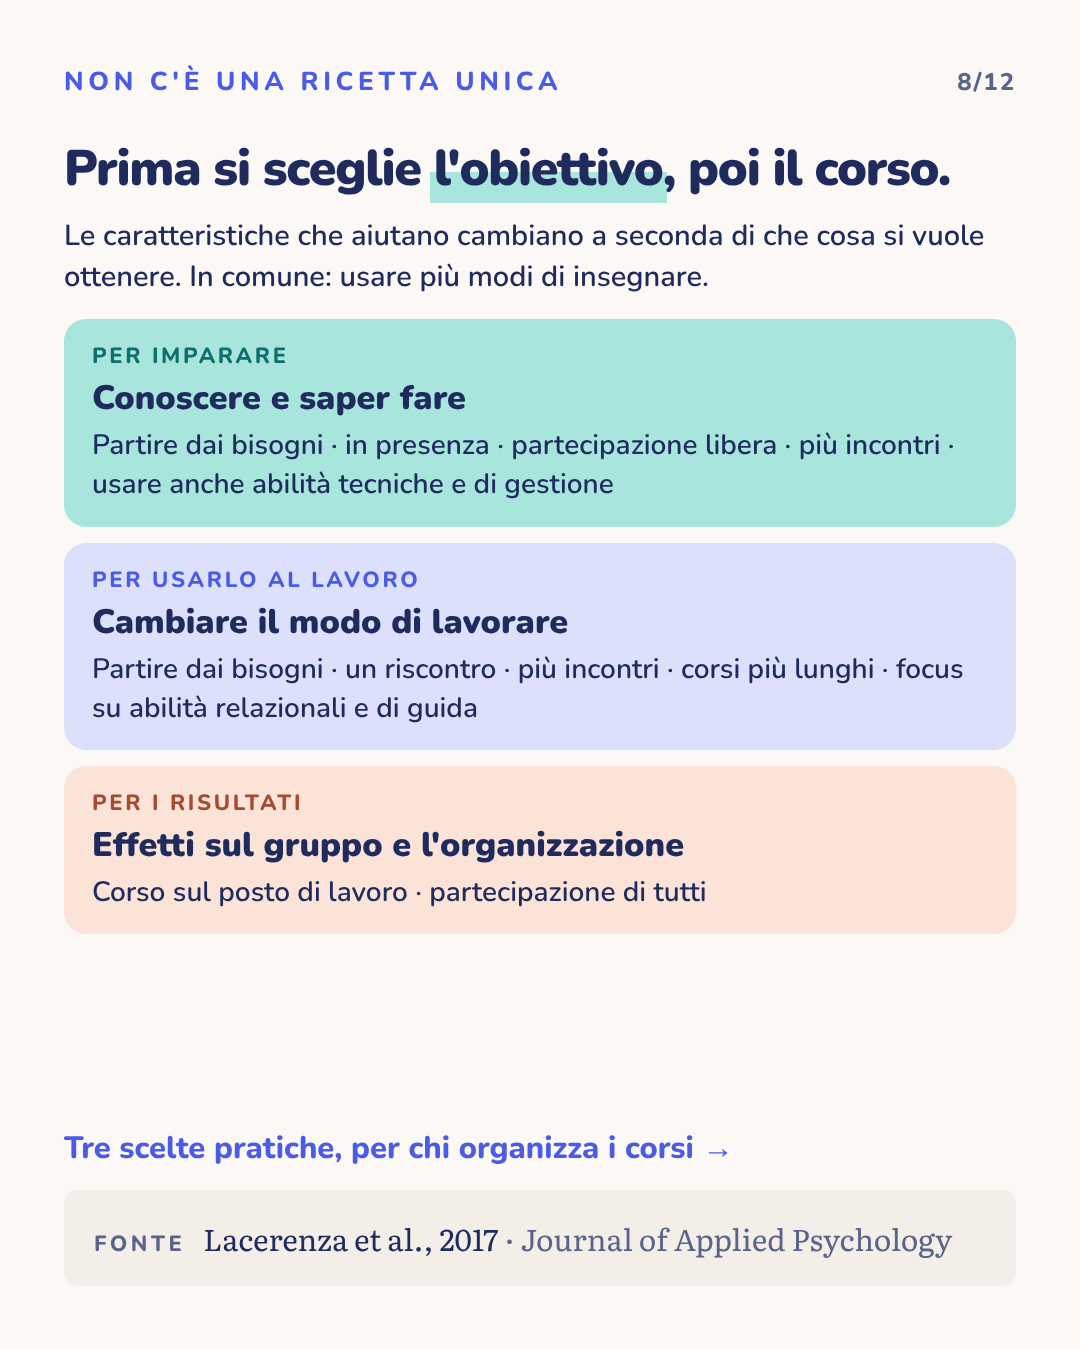 NON C'È UNA RICETTA UNICA
8/12
Prima si sceglie l'obiettivo, poi il corso.
Le caratteristiche che aiutano cambiano a seconda di che cosa si vuole
ottenere. In comune: usare più modi di insegnare.
PER IMPARARE
Conoscere e saper fare
Partire dai bisogni · in presenza · partecipazione libera · più incontri ·
usare anche abilità tecniche e di gestione
PER USARLO AL LAVORO
Cambiare il modo di lavorare
Partire dai bisogni · un riscontro · più incontri · corsi più lunghi · focus
su abilità relazionali e di guida
PER I RISULTATI
Effetti sul gruppo e l'organizzazione
Corso sul posto di lavoro · partecipazione di tutti
Tre scelte pratiche, per chi organizza i corsi →
FONTE Lacerenza et al., 2017 · Journal of Applied Psychology